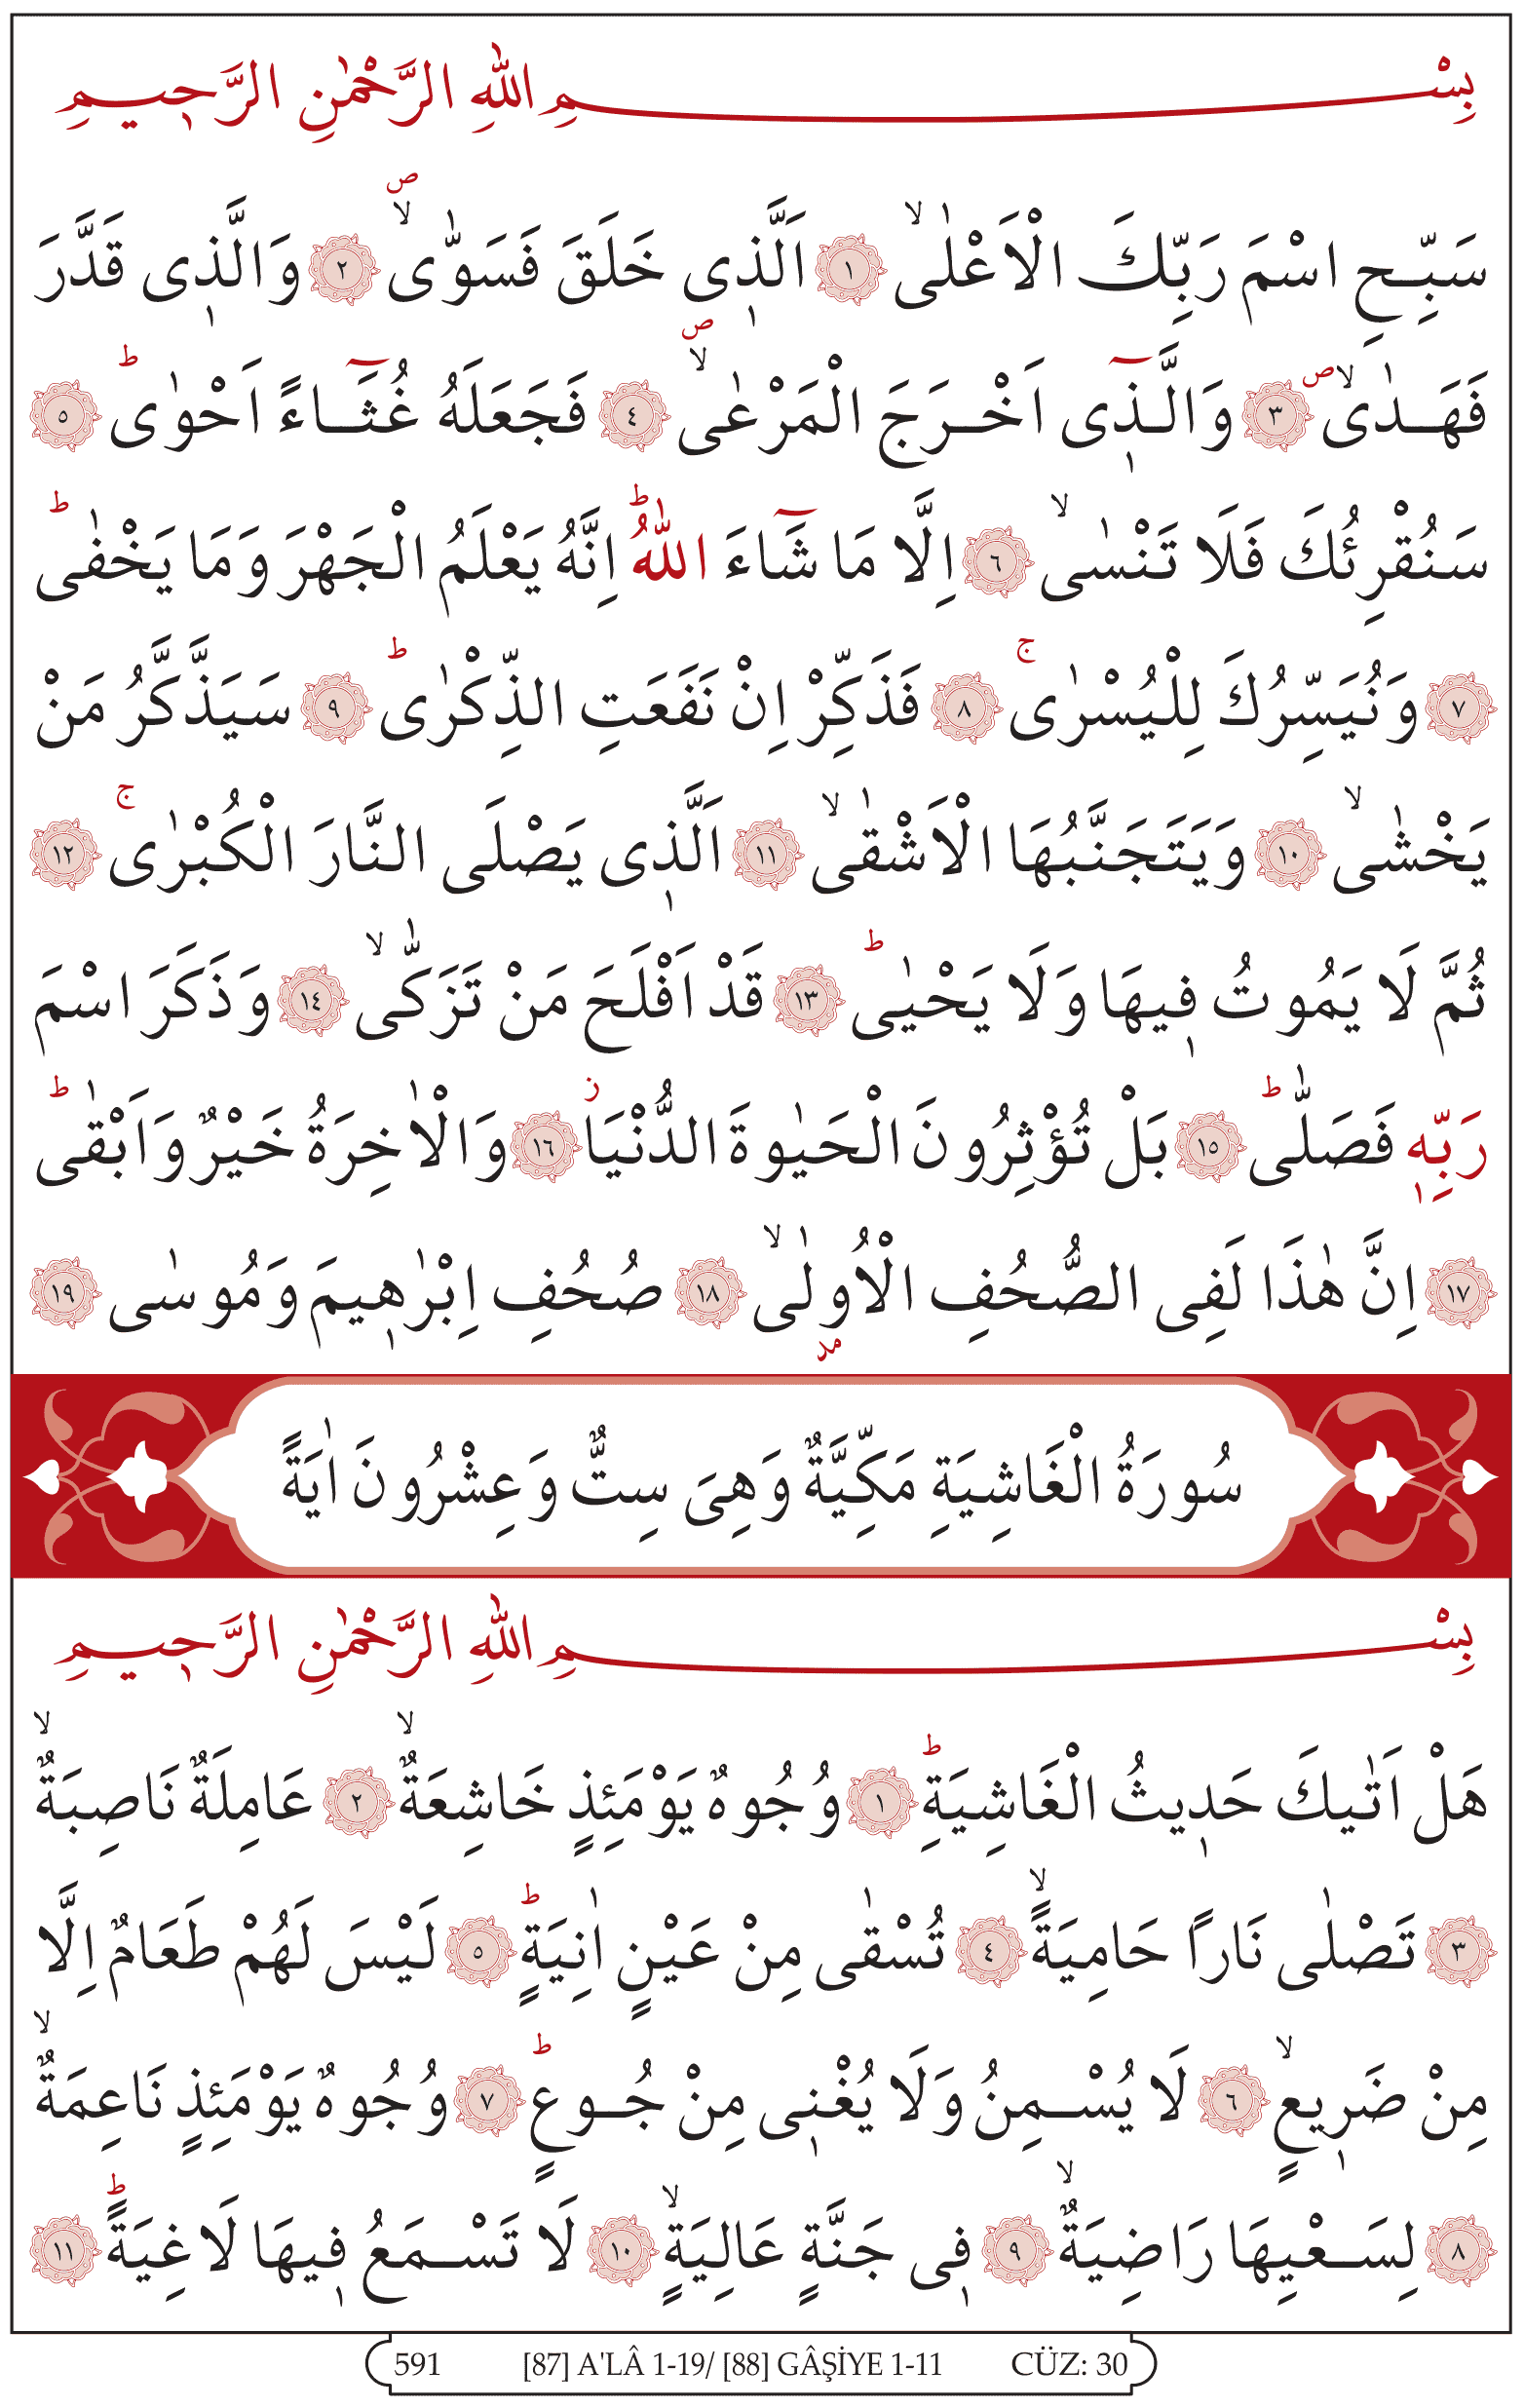 بِسْمِ اللّٰهِ الرَّحْمٰنِ الرَّح۪يمِ
سَبِّحِ اسْمَ رَبِّكَ الْاَعْلٰىۙ ﴿١﴾ اَلَّذ۪ى خَلَقَ فَسَوّٰىۙۖ ﴿٢﴾ وَالَّذ۪ى قَدَّرَ
فَهَدٰىۙۖ ﴿٣﴾ وَالَّذ۪ٓى اَخْرَجَ الْمَرْعٰىۙۖ ﴿٤﴾ فَجَعَلَهُ غُثَٓاءً اَحْوٰىۜ ﴿٥﴾
سَنُقْرِئُكَ فَلَا تَنْسٰىۙ ﴿٦﴾ اِلَّا مَا شَٓاءَ اللّٰهُۜ اِنَّهُ يَعْلَمُ الْجَهْرَ وَمَا يَخْفٰىۜ
﴿٧﴾ وَنُيَسِّرُكَ لِلْيُسْرٰىۚ ﴿٨﴾ فَذَكِّرْ اِنْ نَفَعَتِ الذِّكْرٰىۜ ﴿٩﴾ سَيَذَّكَّرُ مَنْ
يَخْشٰىۙ ﴿١٠﴾ وَيَتَجَنَّبُهَا الْاَشْقٰىۙ ﴿١١﴾ اَلَّذ۪ى يَصْلَى النَّارَ الْكُبْرٰىۚ ﴿١٢﴾
ثُمَّ لَا يَمُوتُ ف۪يهَا وَلَا يَحْيٰىۜ ﴿١٣﴾ قَدْ اَفْلَحَ مَنْ تَزَكّٰىۙ ﴿١٤﴾ وَذَكَرَ اسْمَ
رَبِّه۪ فَصَلّٰىۜ ﴿١٥﴾ بَلْ تُؤْثِرُونَ الْحَيٰوةَ الدُّنْيَاۘ ﴿١٦﴾ وَالْاٰخِرَةُ خَيْرٌ وَاَبْقٰىۜ
﴿١٧﴾ اِنَّ هٰذَا لَفِى الصُّحُفِ الْاُو۫لٰىۙ ﴿١٨﴾ صُحُفِ اِبْرٰه۪يمَ وَمُوسٰى ﴿١٩﴾
سُورَةُ الْغَاشِيَةِ مَكِّيَّةٌ وَهِىَ سِتٌّ وَعِشْرُونَ اٰيَةً
بِسْمِ اللّٰهِ الرَّحْمٰنِ الرَّح۪يمِ
هَلْ اَتٰيكَ حَد۪يثُ الْغَاشِيَةِۜ ﴿١﴾ وُجُوهٌ يَوْمَئِذٍ خَاشِعَةٌۙ ﴿٢﴾ عَامِلَةٌ نَاصِبَةٌۙ
﴿٣﴾ تَصْلٰى نَارًا حَامِيَةًۙ ﴿٤﴾ تُسْقٰى مِنْ عَيْنٍ اٰنِيَةٍۜ ﴿٥﴾ لَيْسَ لَهُمْ طَعَامٌ اِلَّا
مِنْ ضَر۪يعٍۙ ﴿٦﴾ لَا يُسْمِنُ وَلَا يُغْن۪ى مِنْ جُوعٍۜ ﴿٧﴾ وُجُوهٌ يَوْمَئِذٍ نَاعِمَةٌۙ
﴿٨﴾ لِسَعْيِهَا رَاضِيَةٌۙ ﴿٩﴾ ف۪ى جَنَّةٍ عَالِيَةٍۙ ﴿١٠﴾ لَا تَسْمَعُ ف۪يهَا لَاغِيَةًۜ ﴿١١﴾
591 [87] A'LÂ 1-19/ [88] GÂŞİYE 1-11 CÜZ: 30